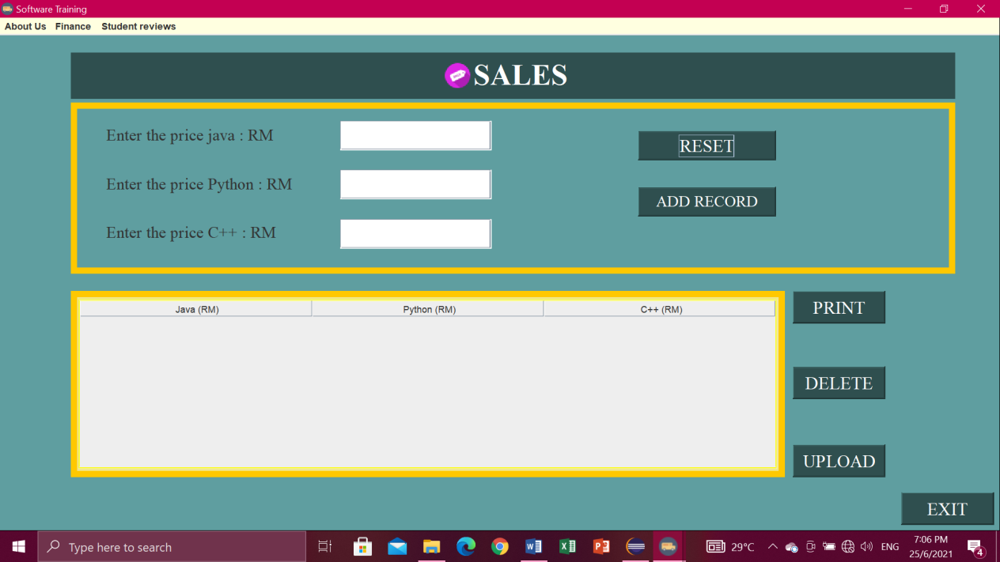 Software Training
About Us Finance Student reviews
SALES
Enter the price java : RM
RESET
Enter the price Python : RM
ADD RECORD
Enter the price C++ : RM
Java (RM) Python (RM) C++ (RM)
PRINT
DELETE
UPLOAD
EXIT
Type here to search
29°C
ENG
7:06 PM
25/6/2021
4